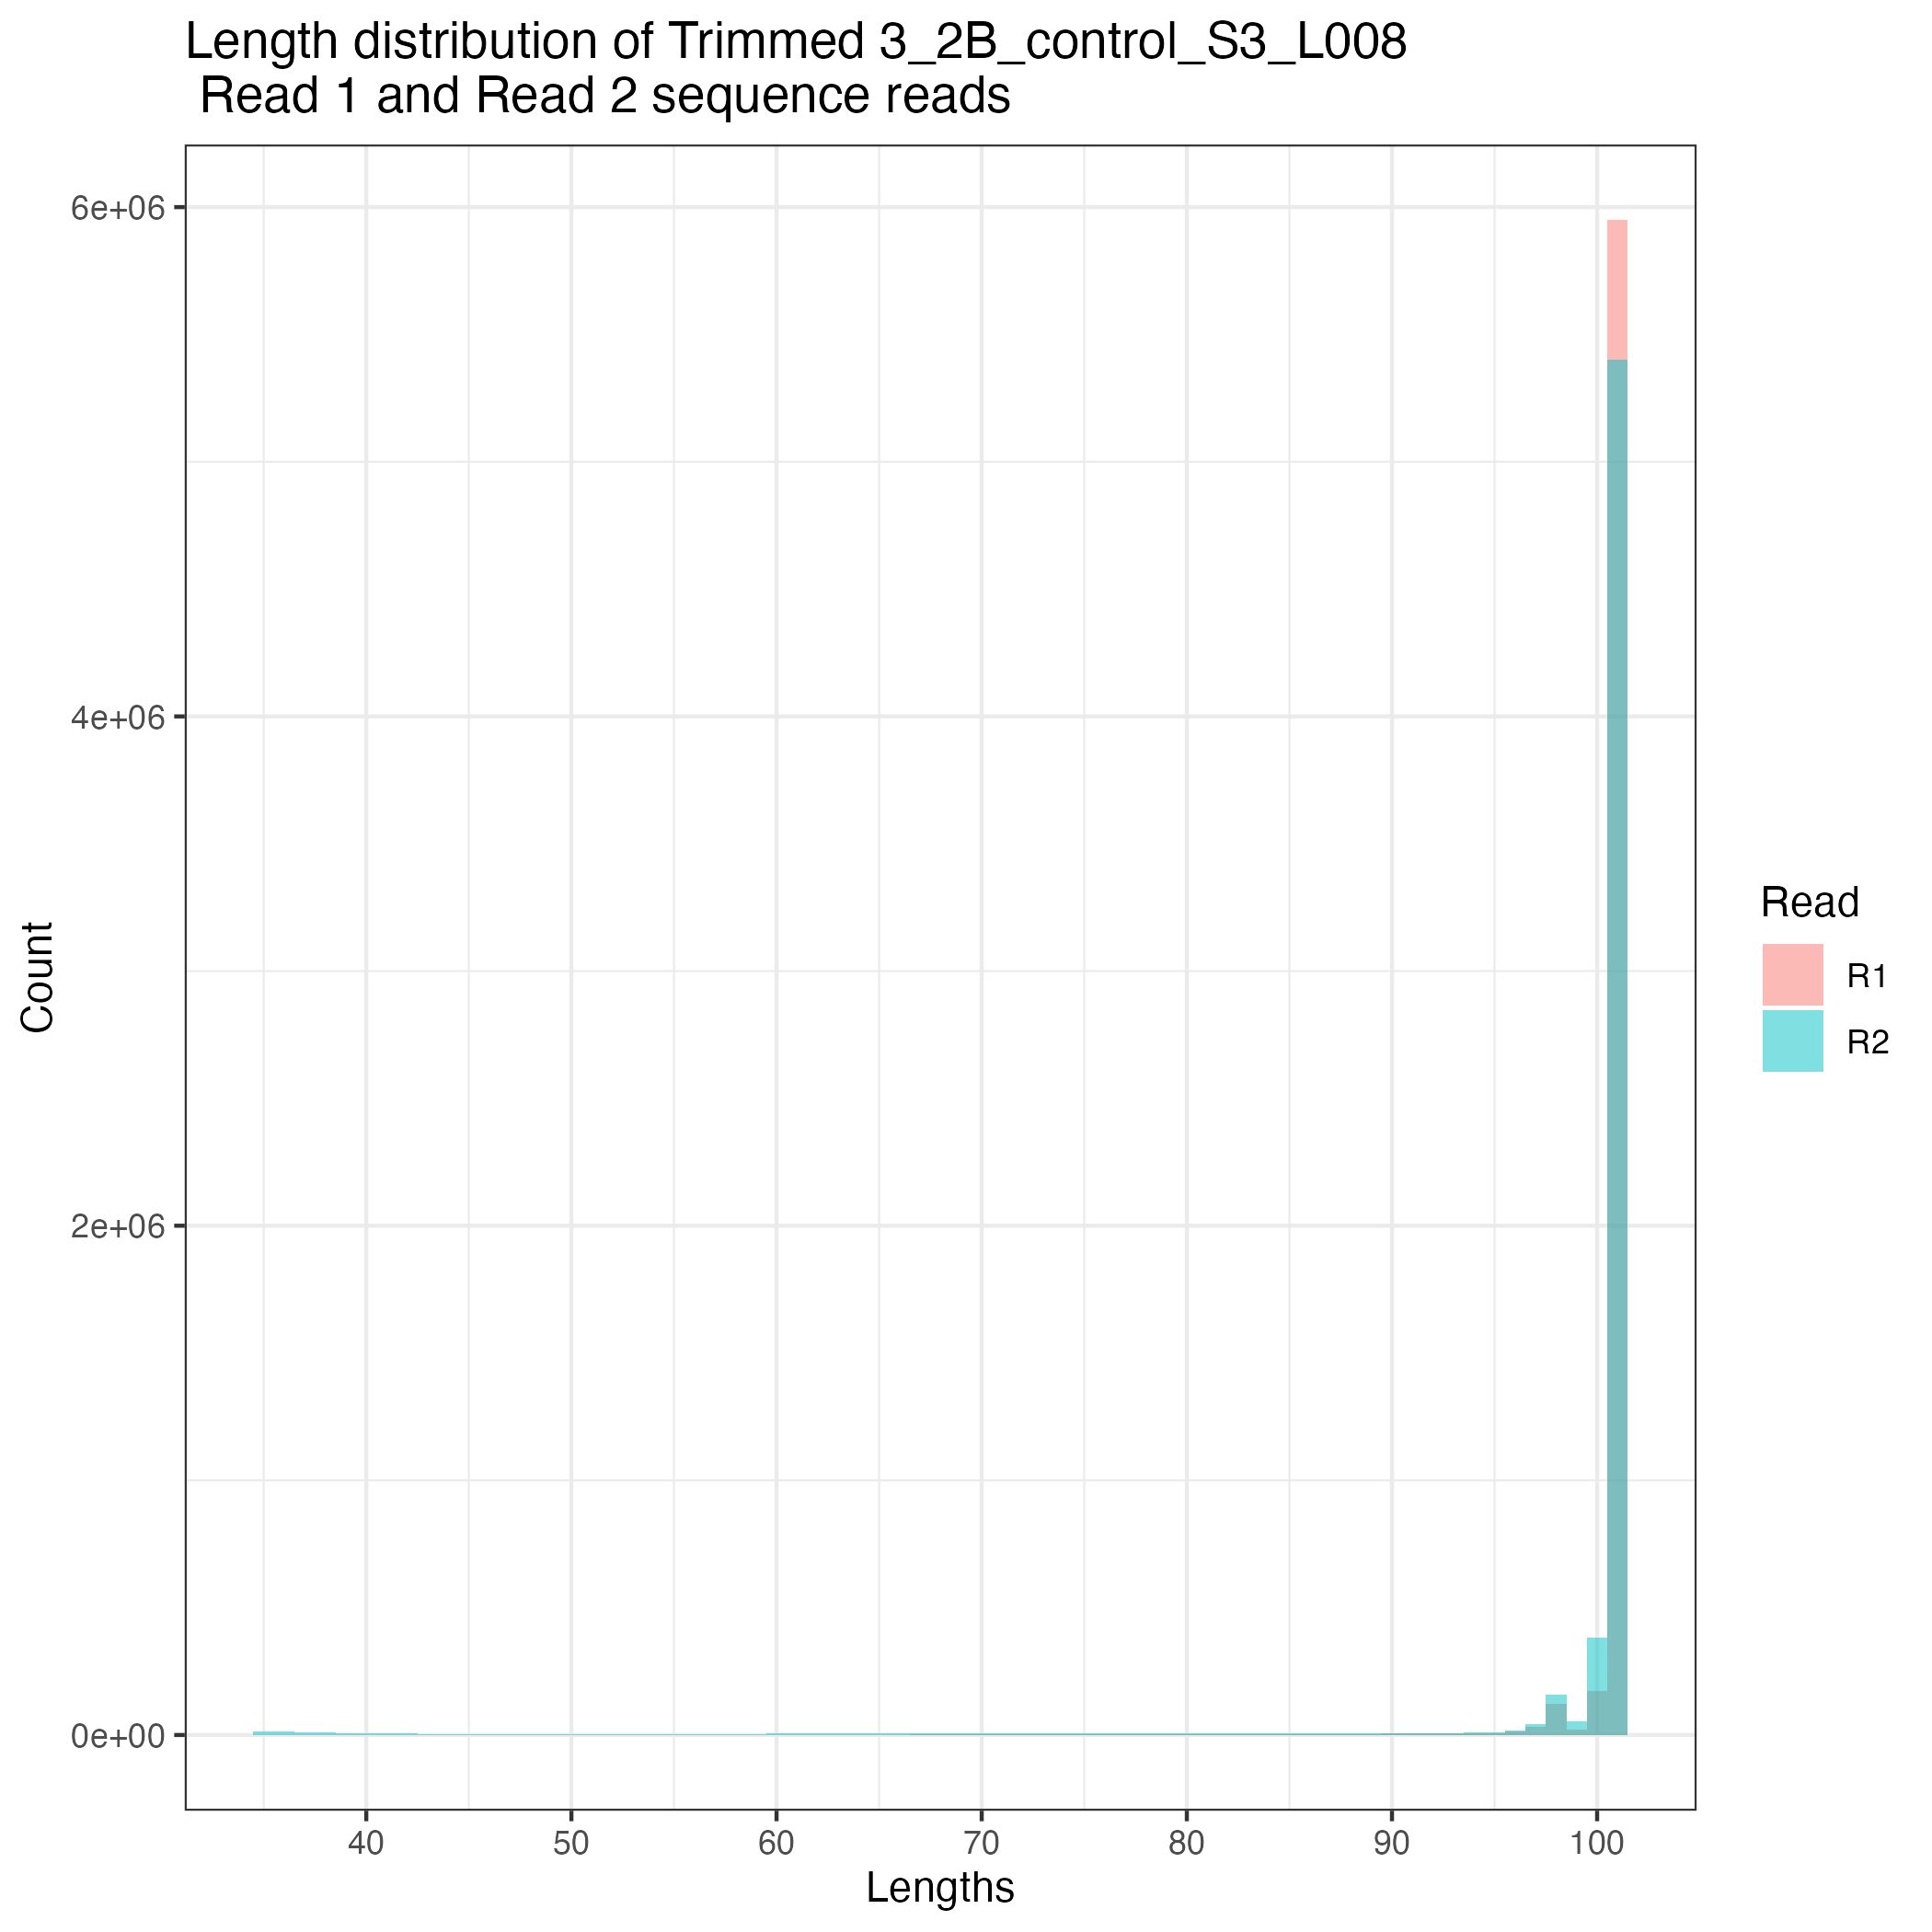 Length distribution of Trimmed 3_2B_control_S3_L008
Read 1 and Read 2 sequence reads
6e+06
4e+06
2e+06
0e+00
Count
40 50 60 70 80 90 100
Lengths
Read
R1
R2